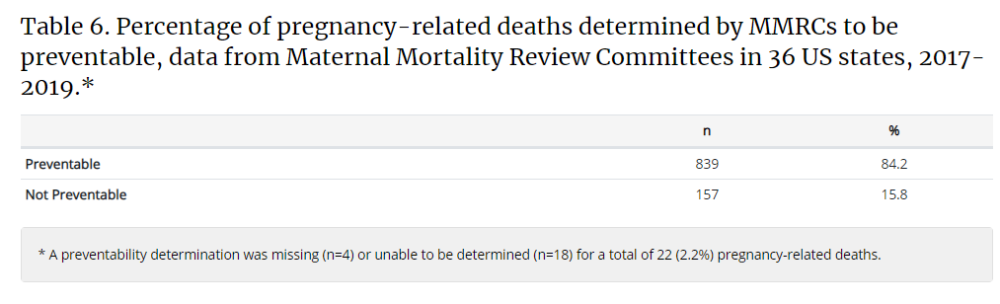 Table 6. Percentage of pregnancy-related deaths determined by MMRCs to be
preventable, data from Maternal Mortality Review Committees in 36 US states, 2017-
2019.*
n %
Preventable 839 84.2
Not Preventable 157 15.8
* A preventability determination was missing (n=4) or unable to be determined (n=18) for a total of 22 (2.2%) pregnancy-related deaths.